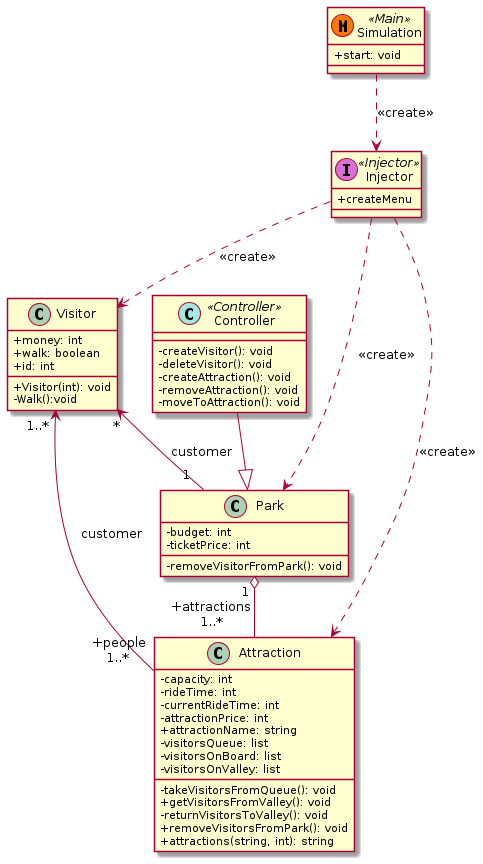 M «Main»
Simulation
+start: void
«create»
I «Injector»
Injector
+createMenu
«create»
C Visitor
+money: int
+walk: boolean
+id: int
+Visitor(int): void
-Walk():void
C «Controller»
Controller
-createVisitor(): void
-deleteVisitor(): void
-createAttraction(): void
-removeAttraction(): void
-moveToAttraction(): void
«create»
1..*
*
customer
1
«create»
C Park
-budget: int
-ticketPrice: int
-removeVisitorFromPark(): void
customer
1
+attractions
1..*
+people
1..*
C Attraction
-capacity: int
-rideTime: int
-currentRideTime: int
-attractionPrice: int
+attractionName: string
-visitorsQueue: list
-visitorsOnBoard: list
-visitorsOnValley: list
-takeVisitorsFromQueue(): void
+getVisitorsFromValley(): void
-returnVisitorsToValley(): void
+removeVisitorsFromPark(): void
+attractions(string, int): string